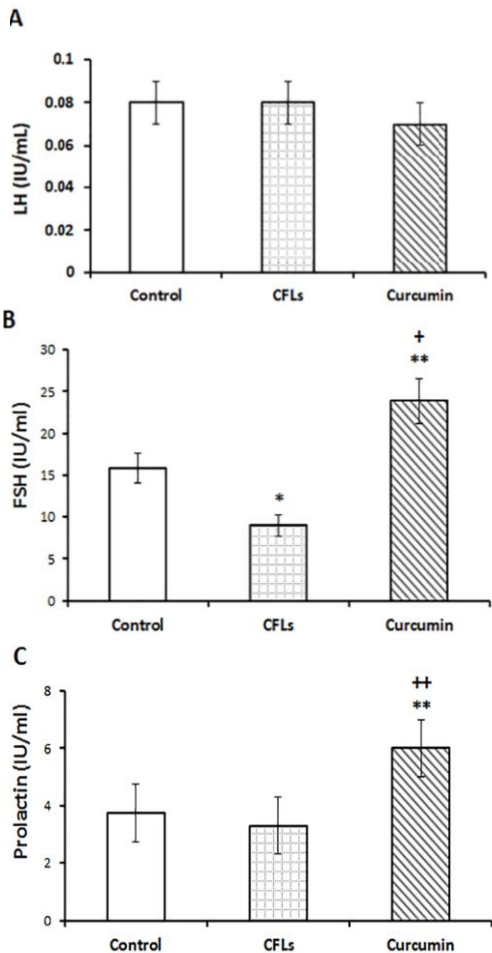 A
LH (IU/mL)
0.1
0.08
0.06
0.04
0.02
0
Control CFLs Curcumin
B
FSH (IU/ml)
30
25
20
15
10
5
0
+
**
*
Control CFLs Curcumin
C
Prolactin (IU/ml)
8
6
4
2
0
++
**
Control CFLs Curcumin